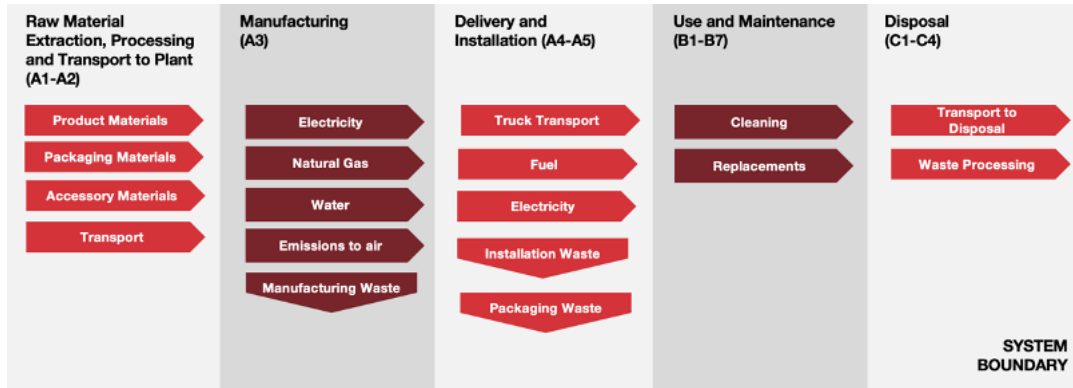 Raw Material
Extraction, Processing
and Transport to Plant
(A1-A2)
Product Materials
Packaging Materials
Accessory Materials
Transport
Manufacturing
(A3)
Electricity
Natural Gas
Water
Emissions to air
Manufacturing Waste
Delivery and
Installation (A4-A5)
Truck Transport
Fuel
Electricity
Installation Waste
Packaging Waste
Use and Maintenance
(B1-B7)
Cleaning
Replacements
Disposal
(C1-C4)
Transport to
Disposal
Waste Processing
SYSTEM
BOUNDARY